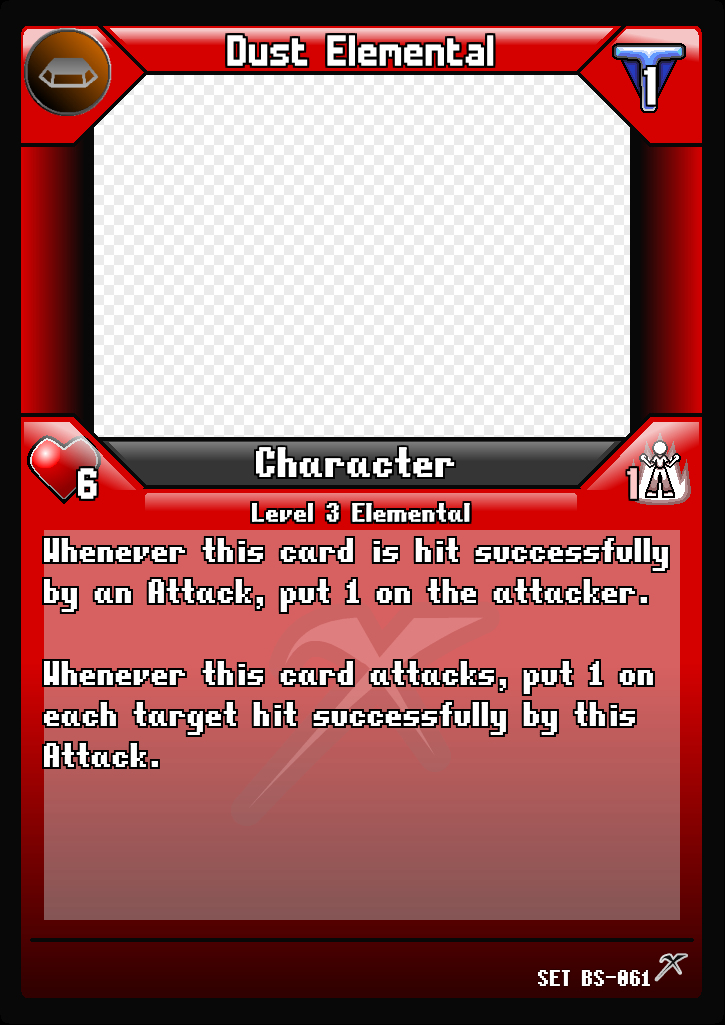 Dust Elemental
1
Character
6
1
Level 3 Elemental
Whenever this card is hit successfully
by an Attack, put 1 on the attacker.
Whenever this card attacks, put 1 on
each target hit successfully by this
Attack.
SET BS-061